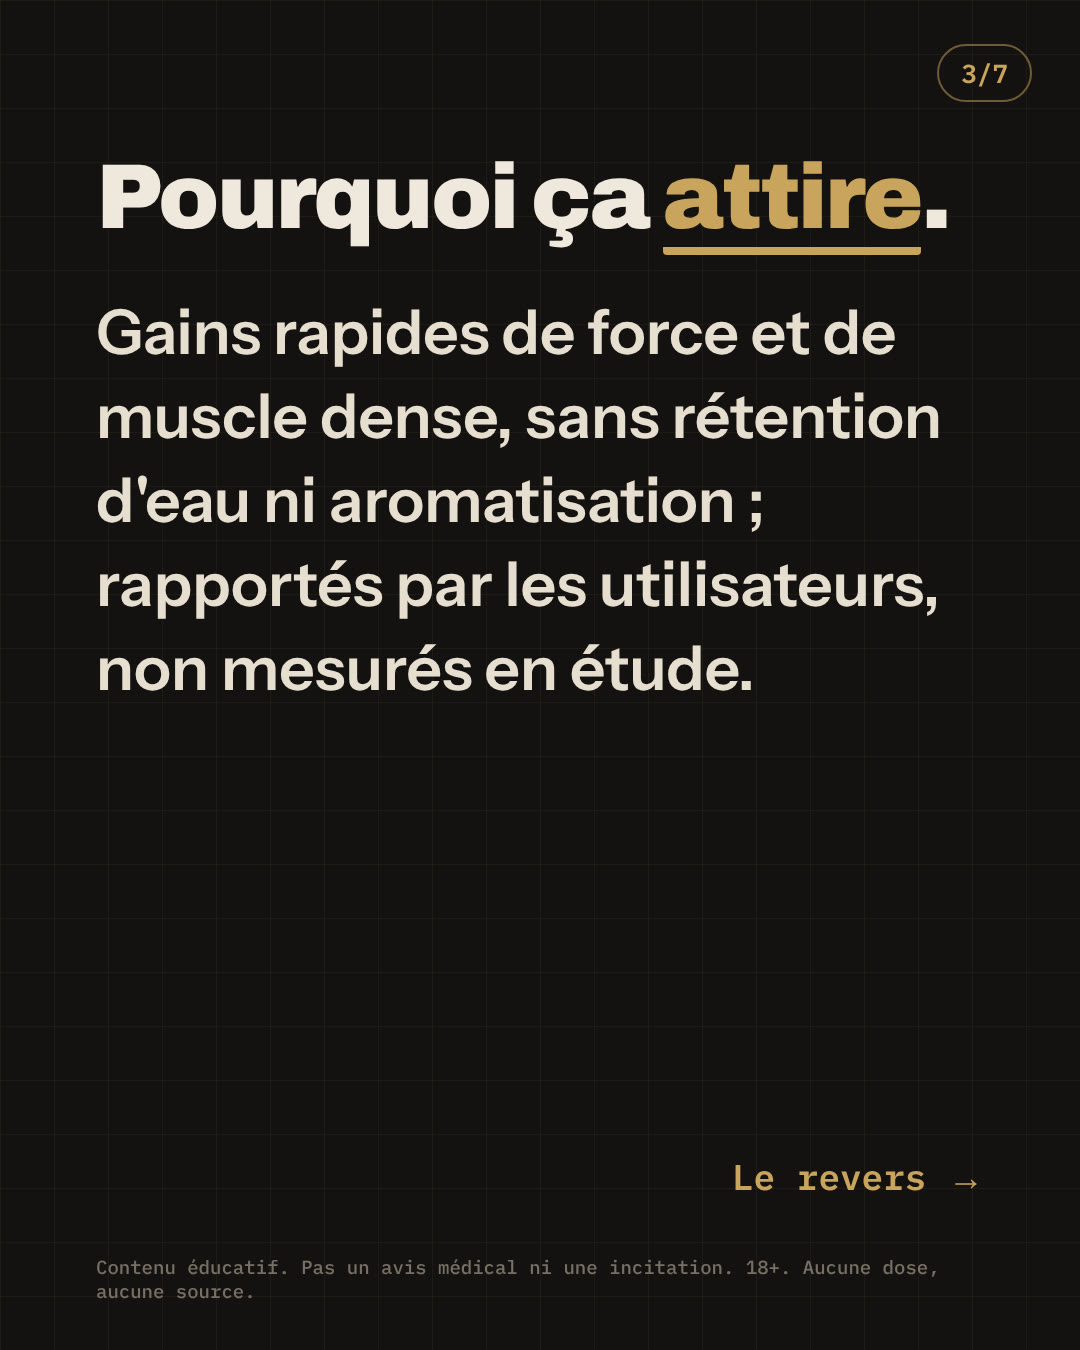 3/7
Pourquoi ça attire.
Gains rapides de force et de
muscle dense, sans rétention
d'eau ni aromatisation ;
rapportés par les utilisateurs,
non mesurés en étude.
Le revers →
Contenu éducatif. Pas un avis médical ni une incitation. 18+. Aucune dose,
aucune source.